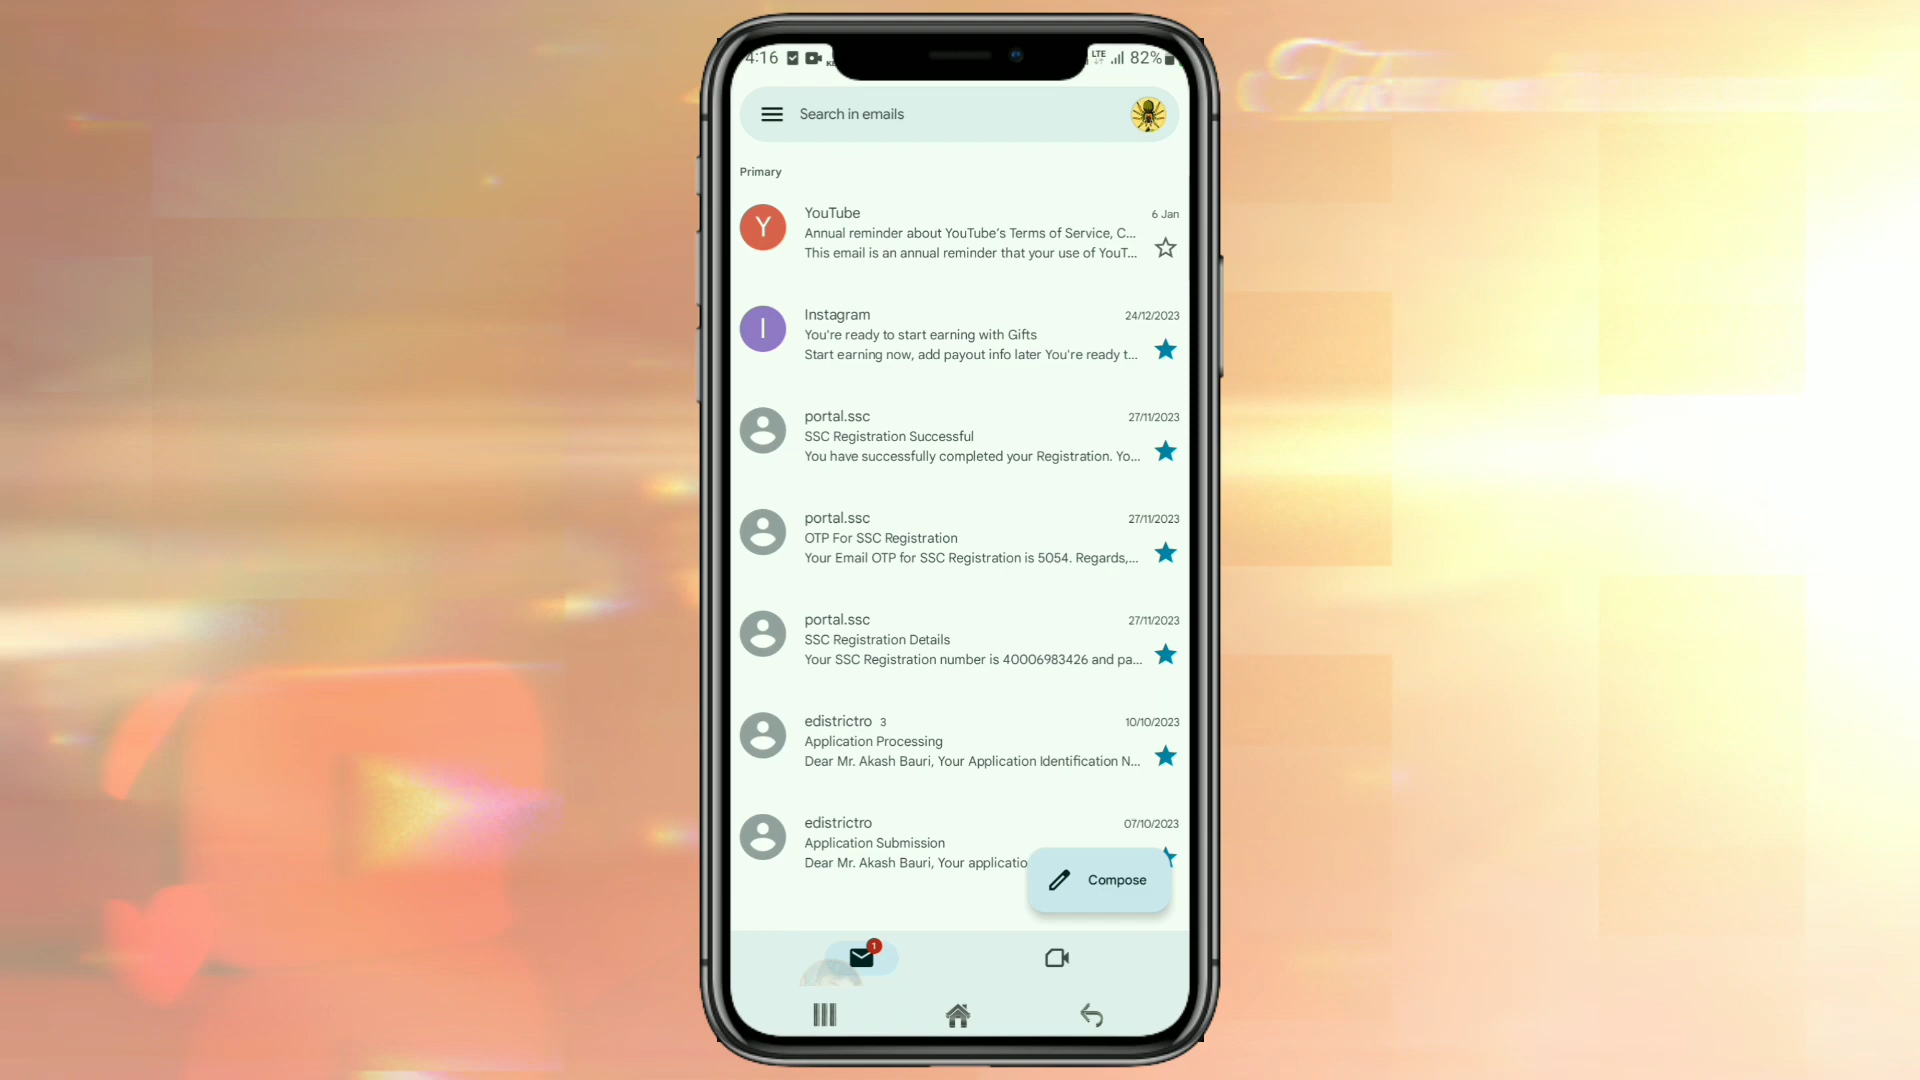 4:16
LTE
82%
Search in emails
Primary
Y
YouTube
6 Jan
Annual reminder about YouTube's Terms of Service, C...
This email is an annual reminder that your use of YouT...
I
Instagram
24/12/2023
You're ready to start earning with Gifts
Start earning now, add payout info later You're ready t...
portal.ssc
27/11/2023
SSC Registration Successful
You have successfully completed your Registration. Yo...
portal.ssc
27/11/2023
OTP For SSC Registration
Your Email OTP for SSC Registration is 5054. Regards,...
portal.ssc
27/11/2023
SSC Registration Details
Your SSC Registration number is 40006983426 and pa...
edistrictro 3
10/10/2023
Application Processing
Dear Mr. Akash Bauri, Your Application Identification N...
edistrictro
07/10/2023
Application Submission
Dear Mr. Akash Bauri, Your applicatio
Compose
1